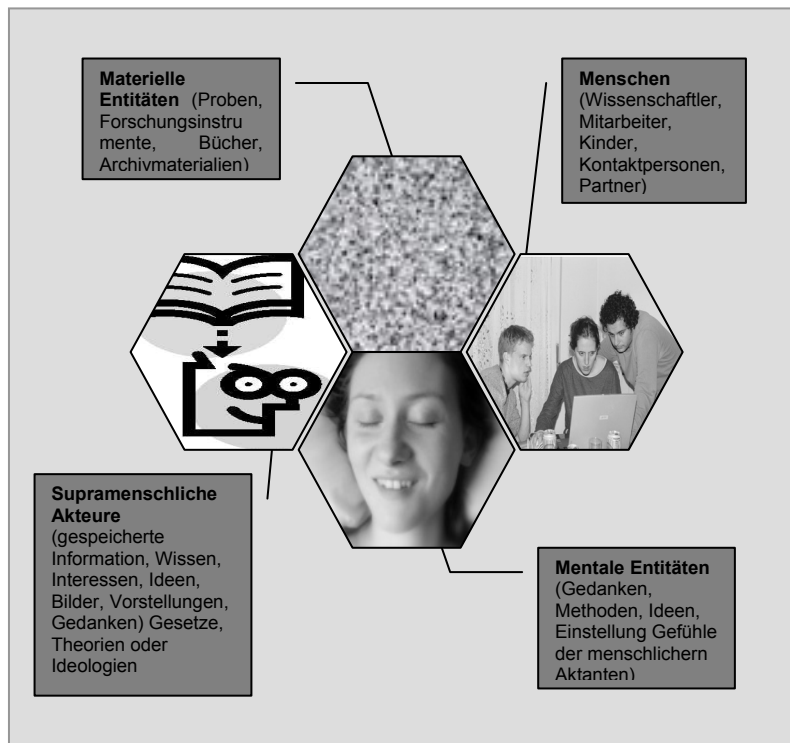 Materielle
Entitäten (Proben,
Forschungsinstru
mente, Bücher,
Archivmaterialien)
Menschen
(Wissenschaftler,
Mitarbeiter,
Kinder,
Kontaktpersonen,
Partner)
Supramenschliche
Akteure
(gespeicherte
Information, Wissen,
Interessen, Ideen,
Bilder, Vorstellungen,
Gedanken) Gesetze,
Theorien oder
Ideologien
Mentale Entitäten
(Gedanken,
Methoden, Ideen,
Einstellung Gefühle
der menschlichern
Aktanten)